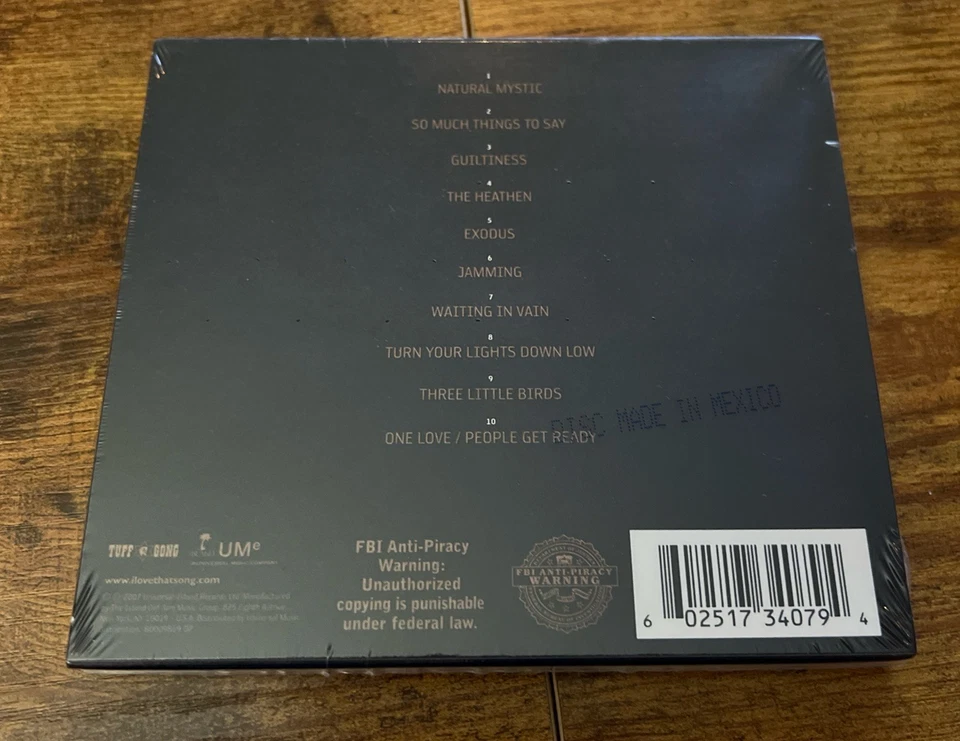 1
NATURAL MYSTIC
2
SO MUCH THINGS TO SAY
3
GUILTINESS
4
THE HEATHEN
5
EXODUS
6
JAMMING
7
WAITING IN VAIN
8
TURN YOUR LIGHTS DOWN LOW
9
THREE LITTLE BIRDS
10
ONE LOVE / PEOPLE GET READY
DISC MADE IN MEXICO
TUFF GONG
UMe
www.ilovethatsong.com
FBI Anti-Piracy
Warning:
Unauthorized
copying is punishable
under federal law.
FBI ANTI-PIRACY
WARNING
6 02517 34079 4